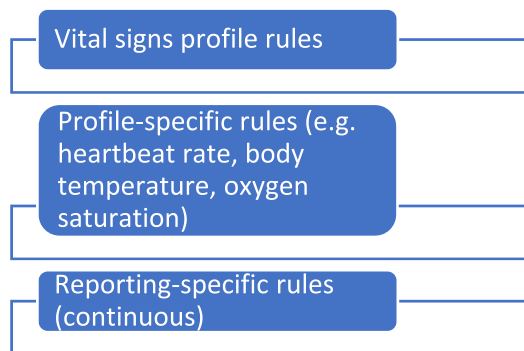 Vital signs profile rules
Profile-specific rules (e.g.
heartbeat rate, body
temperature, oxygen
saturation)
Reporting-specific rules
(continuous)